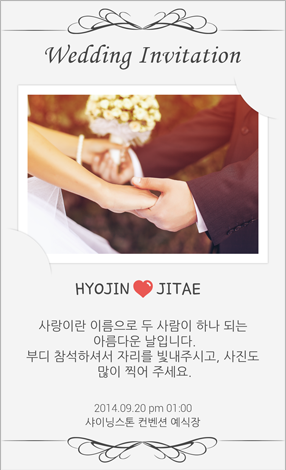 Wedding Invitation
HYOJIN ❤ JITAE
사랑이란 이름으로 두 사람이 하나 되는
아름다운 날입니다.
부디 참석하셔서 자리를 빛내주시고, 사진도
많이 찍어 주세요.
2014.09.20 pm 01:00
샤이닝스톤 컨벤션 예식장